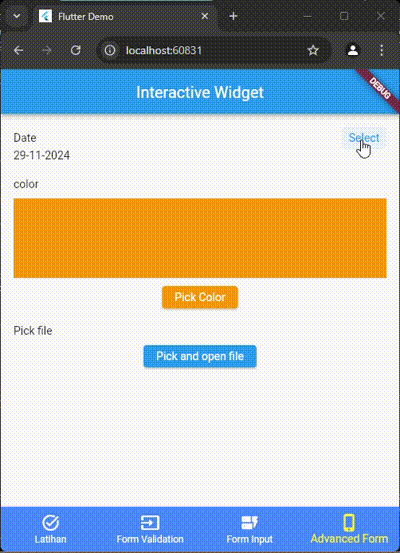 Flutter Demo
localhost:60831
Interactive Widget
DEBUG
Date
Select
29-11-2024
color
Pick Color
Pick file
Pick and open file
Latihan
Form Validation
Form Input
Advanced Form